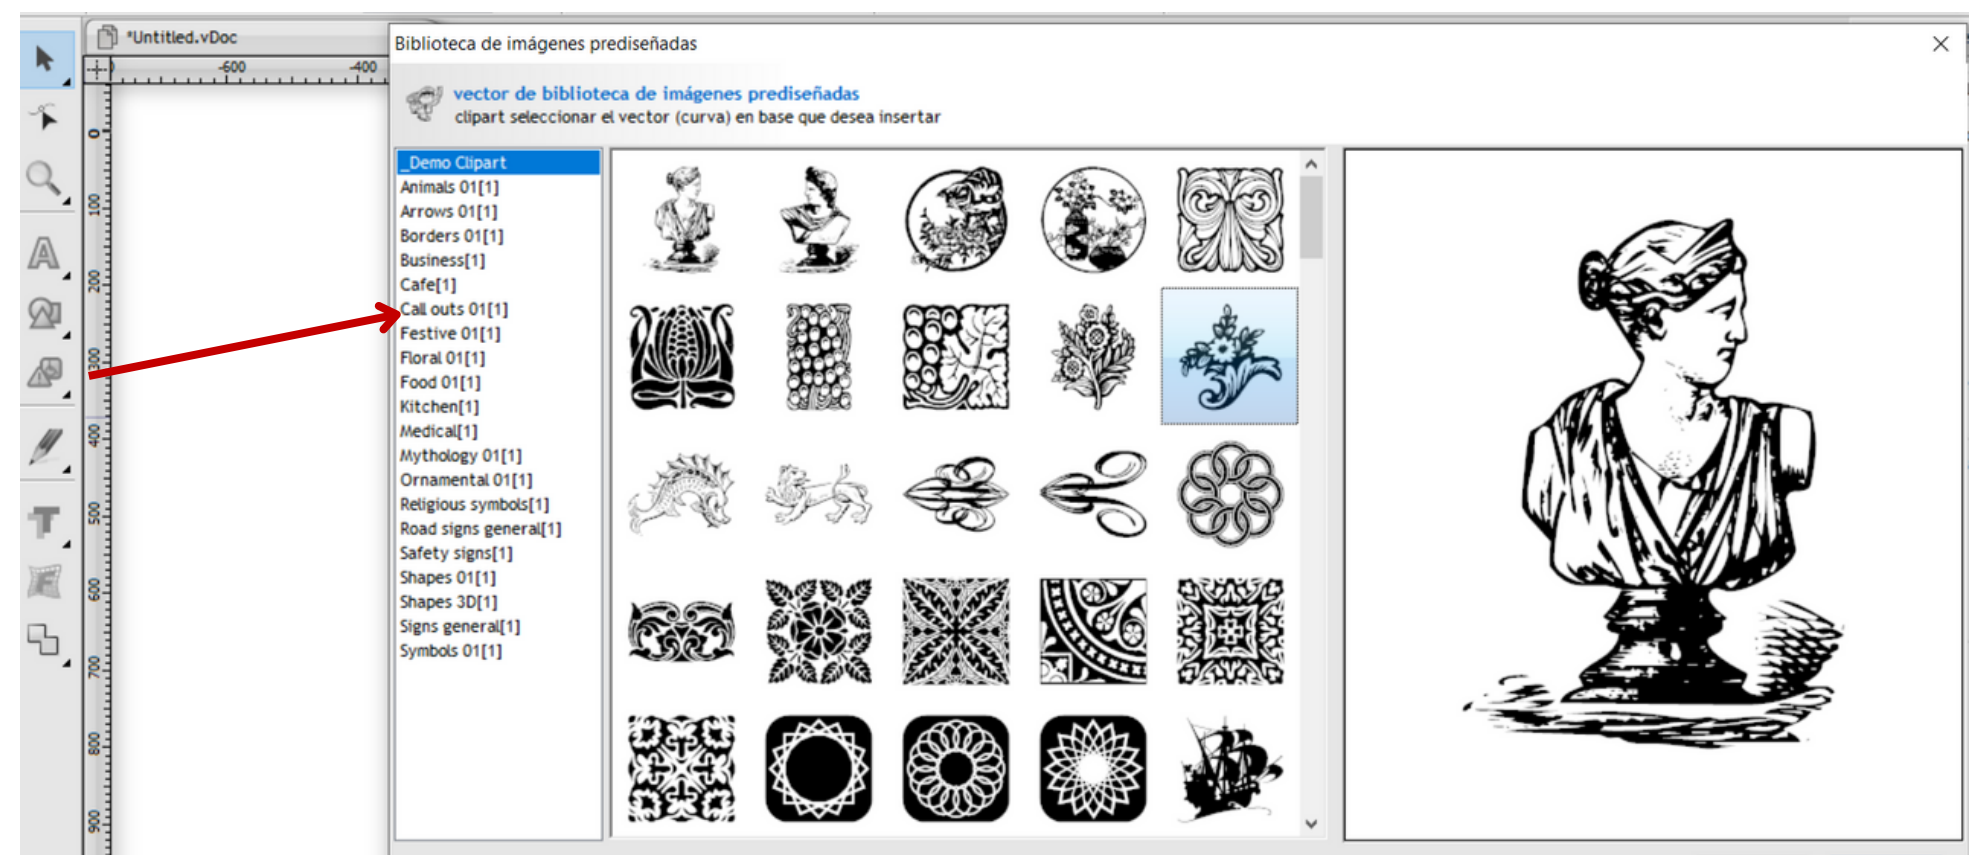 *Untitled.vDoc
-600
-400
Biblioteca de imágenes prediseñadas
vector de biblioteca de imágenes prediseñadas
clipart seleccionar el vector (curva) en base que desea insertar
_Demo Clipart
Animals 01[1]
Arrows 01[1]
Borders 01[1]
Business[1]
Cafe[1]
Call outs 01[1]
Festive 01[1]
Floral 01[1]
Food 01[1]
Kitchen[1]
Medical[1]
Mythology 01[1]
Ornamental 01[1]
Religious symbols[1]
Road signs general[1]
Safety signs[1]
Shapes 01[1]
Shapes 3D[1]
Signs general[1]
Symbols 01[1]
0
100
200
300
400
500
600
700
800
900